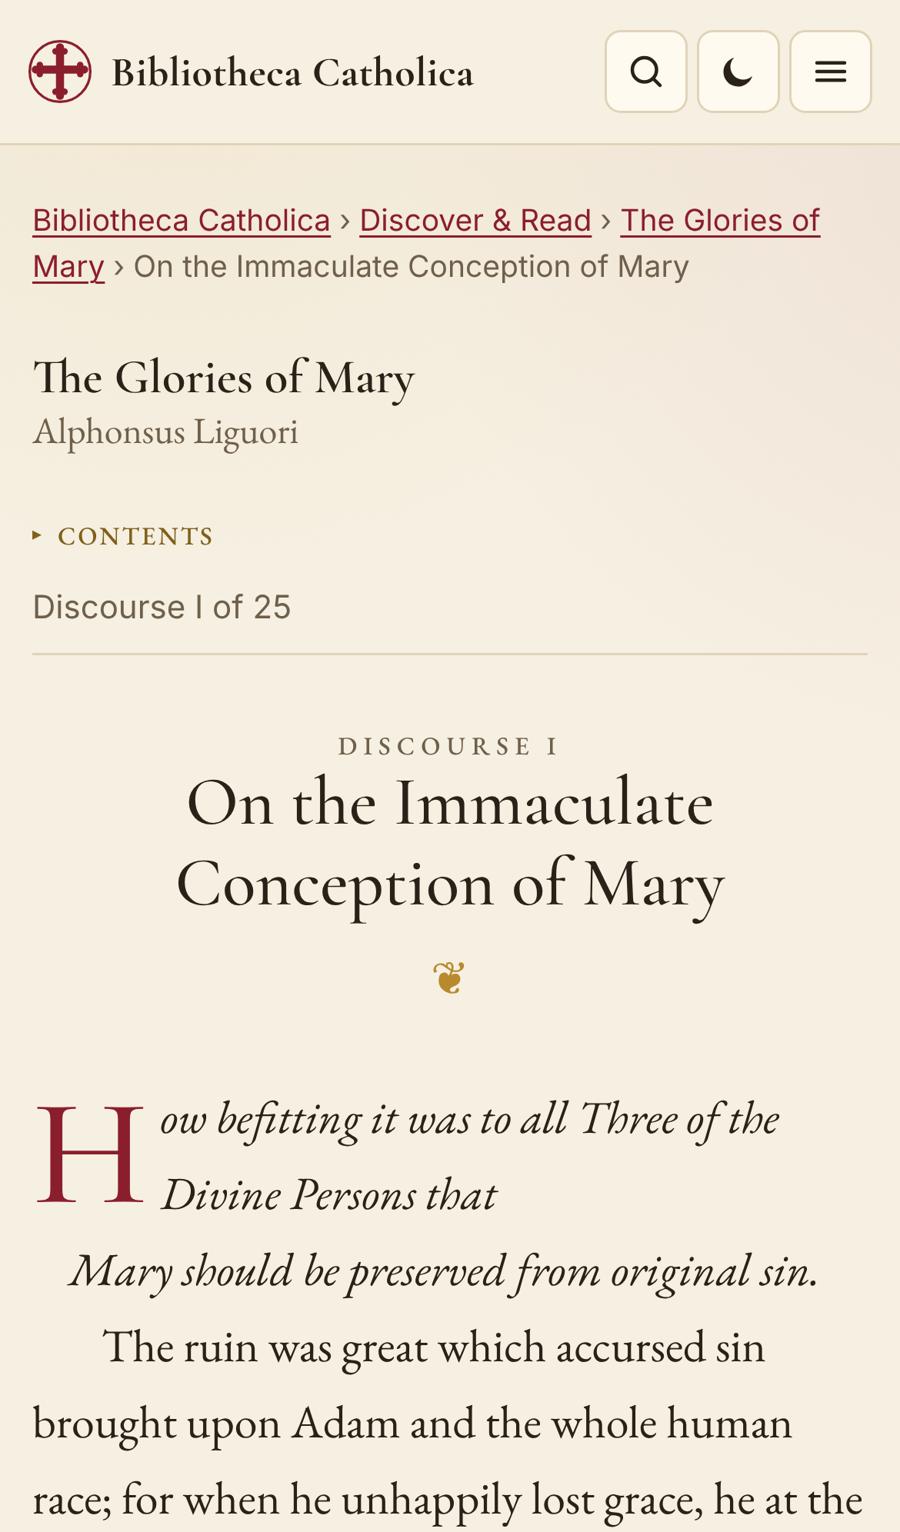 Bibliotheca Catholica
Bibliotheca Catholica › Discover & Read › The Glories of
Mary › On the Immaculate Conception of Mary
The Glories of Mary
Alphonsus Liguori
▸ CONTENTS
Discourse I of 25
DISCOURSE I
On the Immaculate
Conception of Mary
❦
How befitting it was to all Three of the
Divine Persons that
Mary should be preserved from original sin.
The ruin was great which accursed sin
brought upon Adam and the whole human
race; for when he unhappily lost grace, he at the